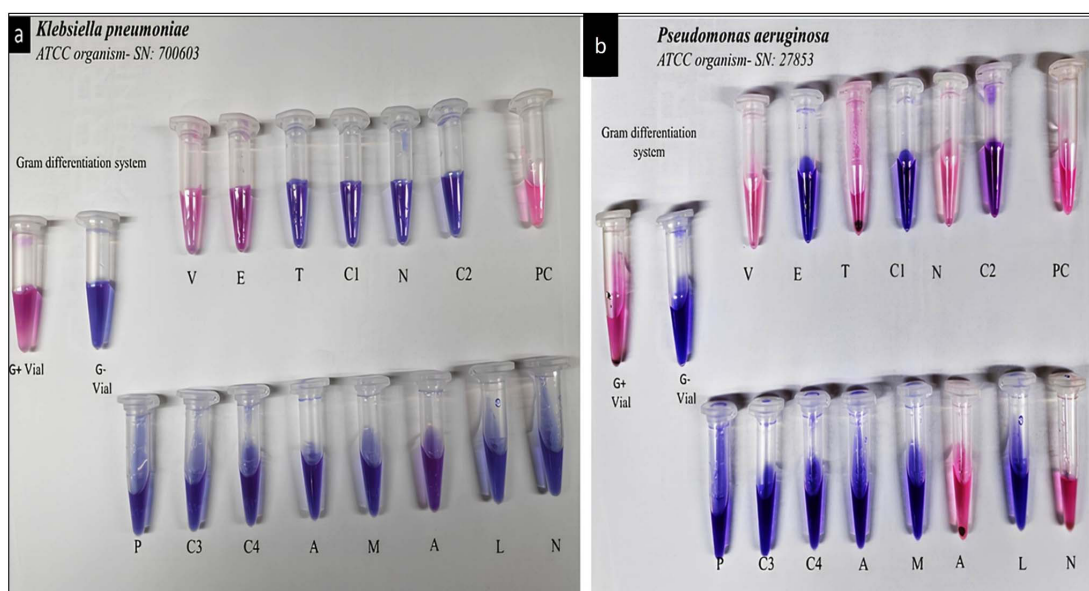 a
Klebsiella pneumoniae
ATCC organism- SN: 700603
Gram differentiation system
V E T C1 N C2 PC
G+ Vial
G-
Vial
P C3 C4 A M A L N
b
Pseudomonas aeruginosa
ATCC organism- SN: 27853
Gram differentiation
system
V E T C1 N C2 PC
G+
Vial
G-
Vial
P C3 C4 A M A L N